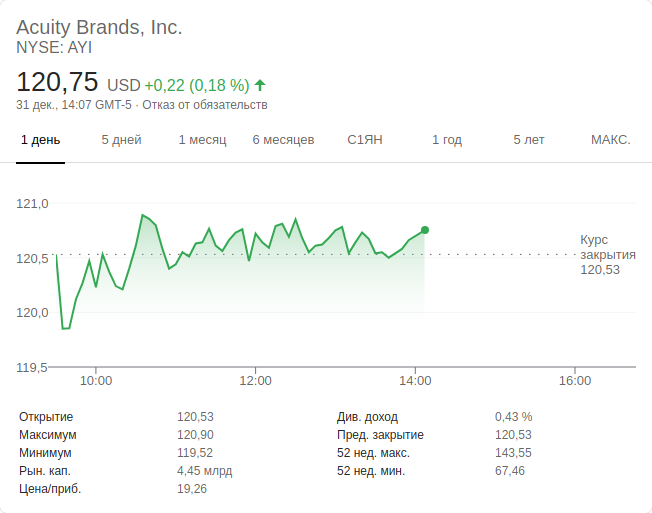 Acuity Brands, Inc.
NYSE: AYI
120,75 USD +0,22 (0,18 %)
31 дек., 14:07 GMT-5 · Отказ от обязательств
1 день 5 дней 1 месяц 6 месяцев С1ЯН 1 год 5 лет МАКС.
121,0
Курс
120,5 закрытия
120,53
120,0
119,5
10:00 12:00 14:00 16:00
Открытие 120,53 Див. доход 0,43 %
Максимум 120,90 Пред. закрытие 120,53
Минимум 119,52 52 нед. макс. 143,55
Рын. кап. 4,45 млрд 52 нед. мин. 67,46
Цена/приб. 19,26